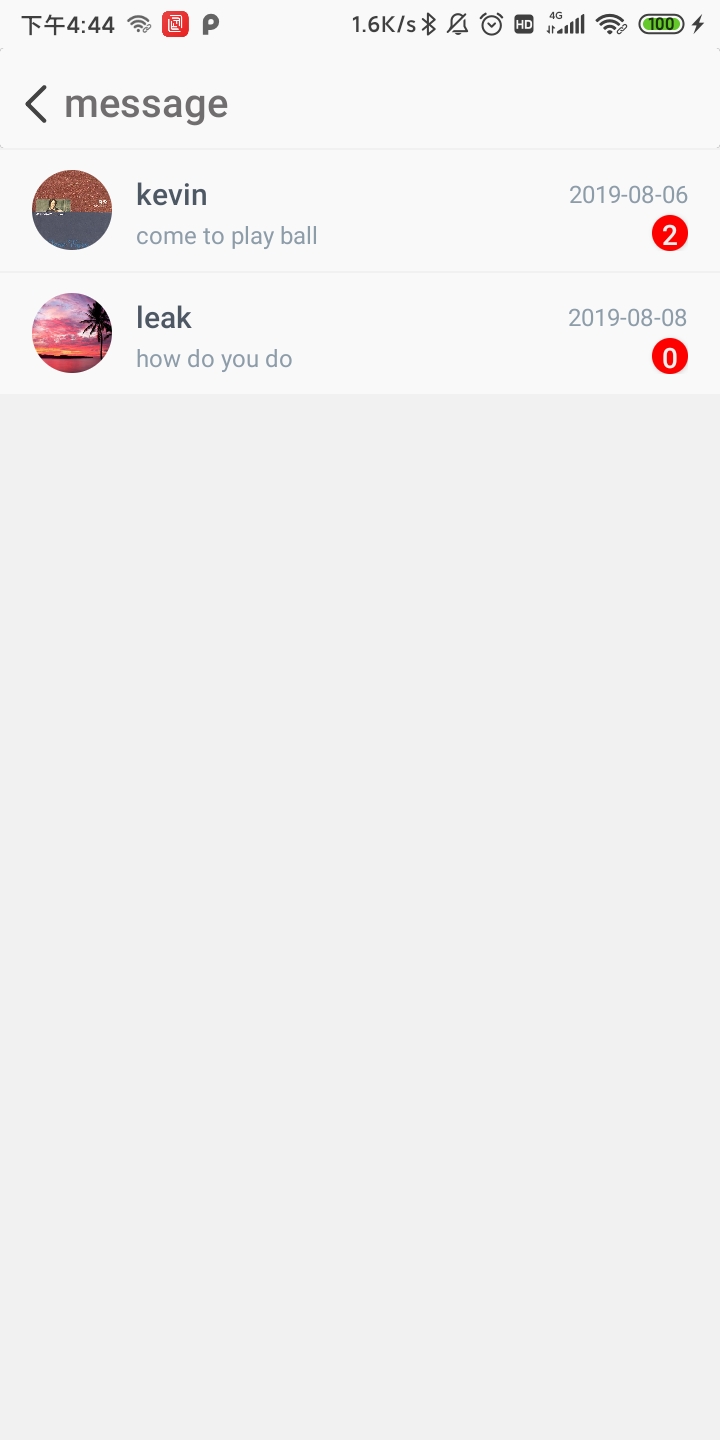 下午4:44
1.6K/s
HD
4G
100
message
kevin
2019-08-06
come to play ball
2
leak
2019-08-08
how do you do
0